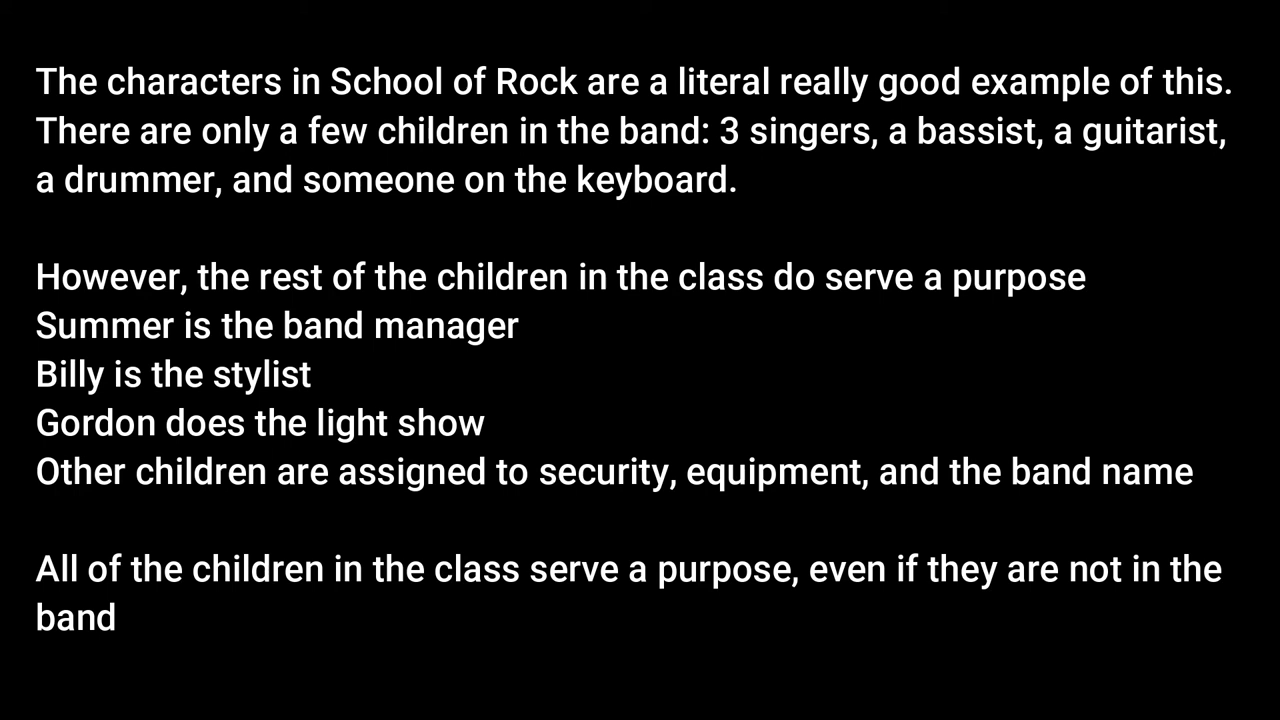 The characters in School of Rock are a literal really good example of this.
There are only a few children in the band: 3 singers, a bassist, a guitarist,
a drummer, and someone on the keyboard.
However, the rest of the children in the class do serve a purpose
Summer is the band manager
Billy is the stylist
Gordon does the light show
Other children are assigned to security, equipment, and the band name
All of the children in the class serve a purpose, even if they are not in the
band